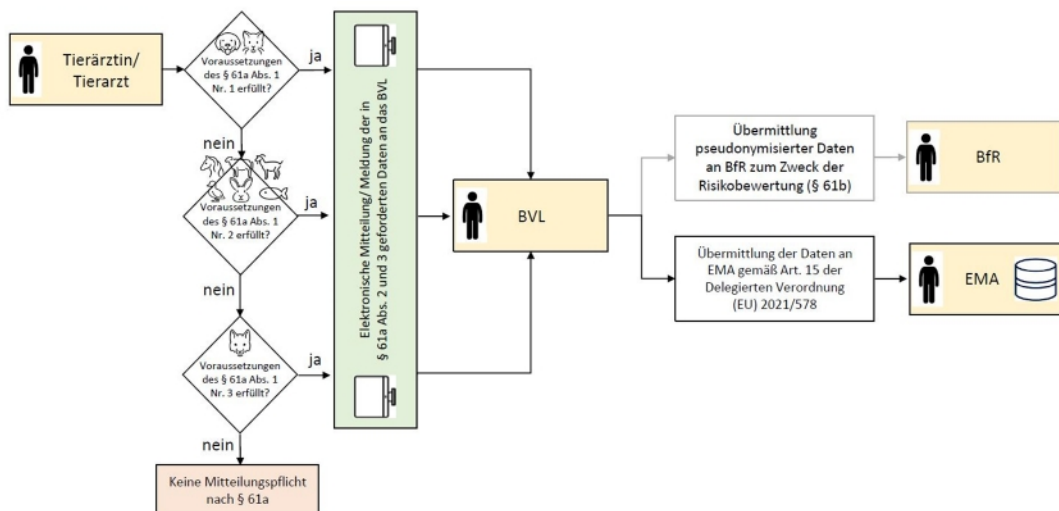 Tierärztin/
Tierarzt
Voraussetzungen
des § 61a Abs. 1
Nr. 1 erfüllt?
ja
nein
Voraussetzungen
des § 61a Abs. 1
Nr. 2 erfüllt?
ja
nein
Voraussetzungen
des § 61a Abs. 1
Nr. 3 erfüllt?
ja
nein
Keine Mitteilungspflicht
nach § 61a
Elektronische Mitteilung/ Meldung der in
§ 61a Abs. 2 und 3 geforderten Daten an das BVL
BVL
Übermittlung
pseudonymisierter Daten
an BfR zum Zweck der
Risikobewertung (§ 61b)
BfR
Übermittlung der Daten an
EMA gemäß Art. 15 der
Delegierten Verordnung
(EU) 2021/578
EMA